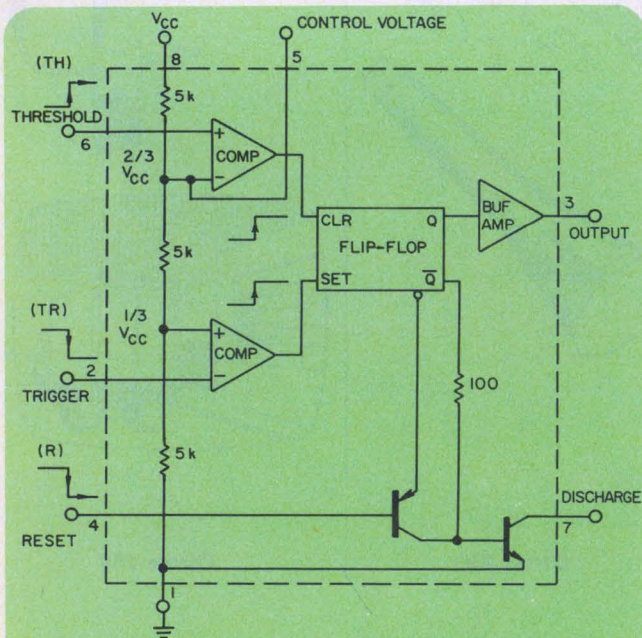 VCC
CONTROL VOLTAGE
8
5
(TH)
5k
THRESHOLD
6
+
COMP
-
2/3
VCC
3
CLR
Q
BUF
AMP
OUTPUT
FLIP-FLOP
5k
SET
Q̅
(TR)
1/3
VCC
+
COMP
-
2
TRIGGER
100
5k
(R)
DISCHARGE
4
7
RESET
1